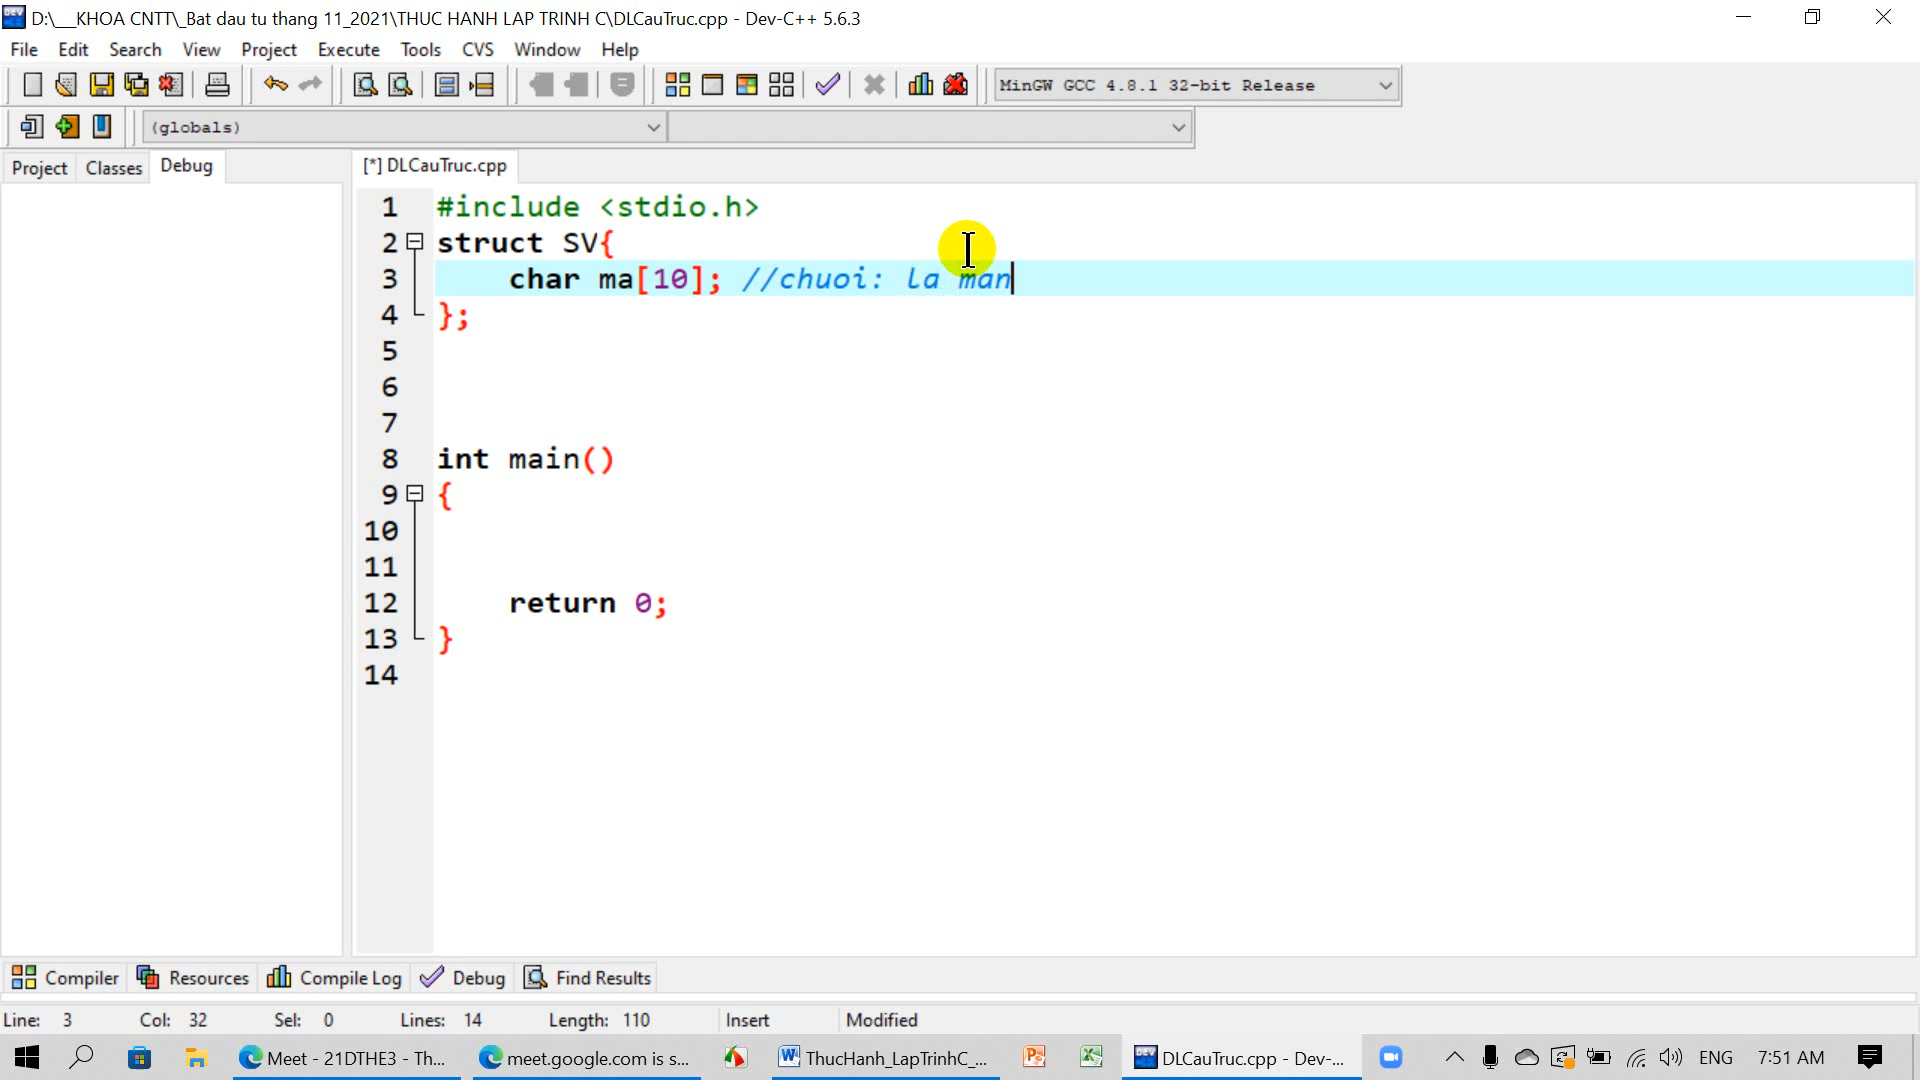 D:\__KHOA CNTT\_Bat dau tu thang 11_2021\THUC HANH LAP TRINH C\DLCauTruc.cpp - Dev-C++ 5.6.3
File Edit Search View Project Execute Tools CVS Window Help
MinGW GCC 4.8.1 32-bit Release
(globals)
Project Classes Debug [*] DLCauTruc.cpp
1 #include <stdio.h>
2 struct SV{
3 char ma[10]; //chuoi: la man
4 };
5
6
7
8 int main()
9 {
10
11
12 return 0;
13 }
14
Compiler Resources Compile Log Debug Find Results
Line: 3 Col: 32 Sel: 0 Lines: 14 Length: 110 Insert Modified
Meet - 21DTHE3 - Th... meet.google.com is s... ThucHanh_LapTrinhC_... DLCauTruc.cpp - Dev-... ENG 7:51 AM